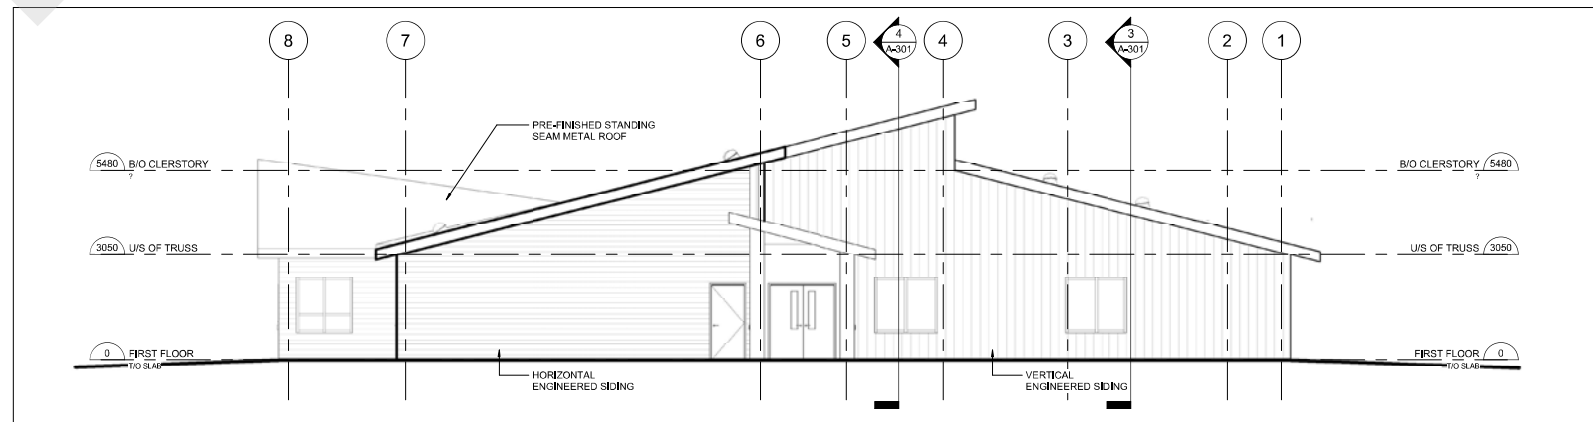 8
7
6
5
4
A-301
4
3
3
A-301
2
1
PRE-FINISHED STANDING
SEAM METAL ROOF
5480 B/O CLERSTORY
?
B/O CLERSTORY 5480
?
3050 U/S OF TRUSS
U/S OF TRUSS 3050
0 FIRST FLOOR
T/O SLAB
FIRST FLOOR 0
T/O SLAB
HORIZONTAL
ENGINEERED SIDING
VERTICAL
ENGINEERED SIDING